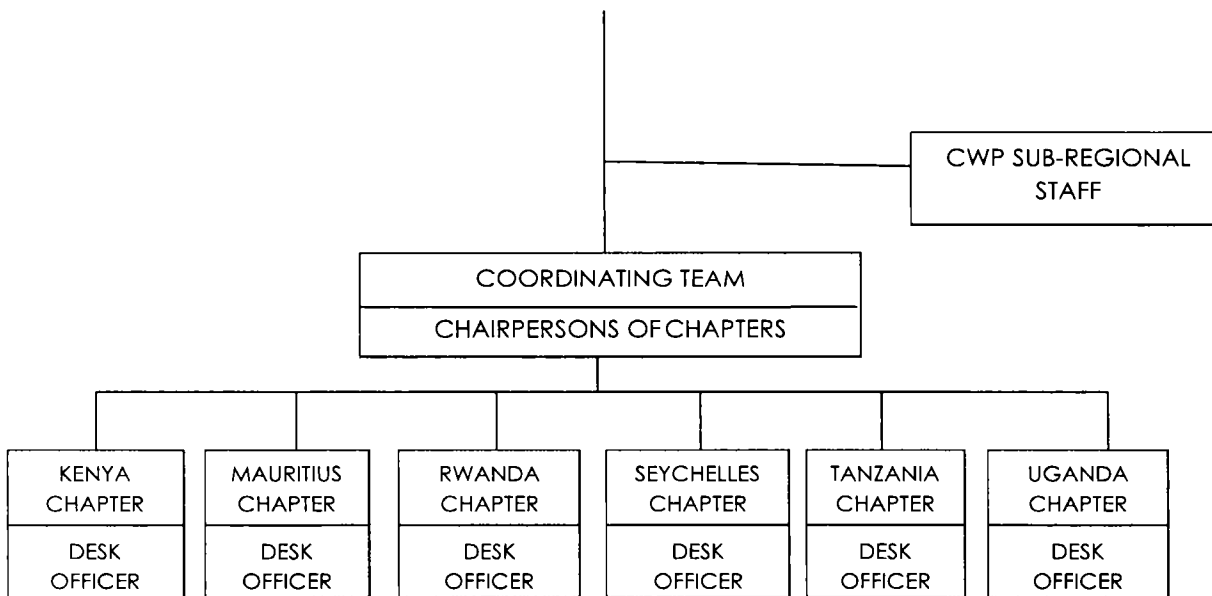 CWP SUB-REGIONAL
STAFF
COORDINATING TEAM
CHAIRPERSONS OF CHAPTERS
KENYA
CHAPTER
DESK
OFFICER
MAURITIUS
CHAPTER
DESK
OFFICER
RWANDA
CHAPTER
DESK
OFFICER
SEYCHELLES
CHAPTER
DESK
OFFICER
TANZANIA
CHAPTER
DESK
OFFICER
UGANDA
CHAPTER
DESK
OFFICER